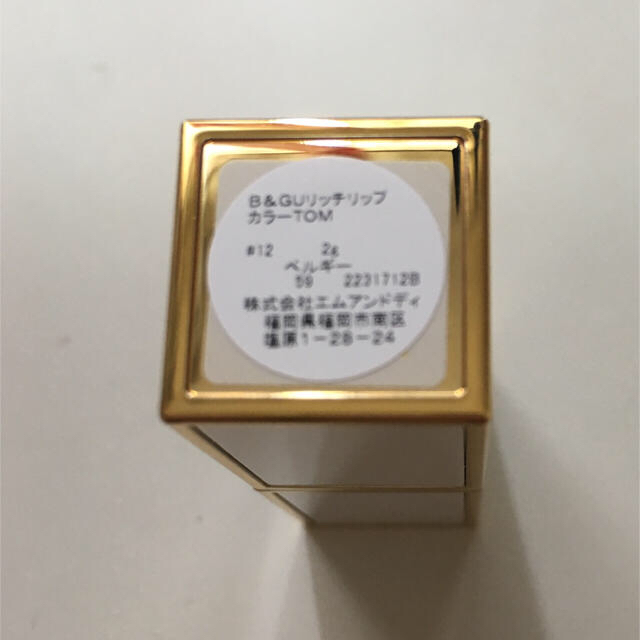 B&GUリッチリップ
カラーTOM
#12 2g
ベルギー
59 2231712B
株式会社エムアンドディ
福岡県福岡市南区
塩原1-28-24